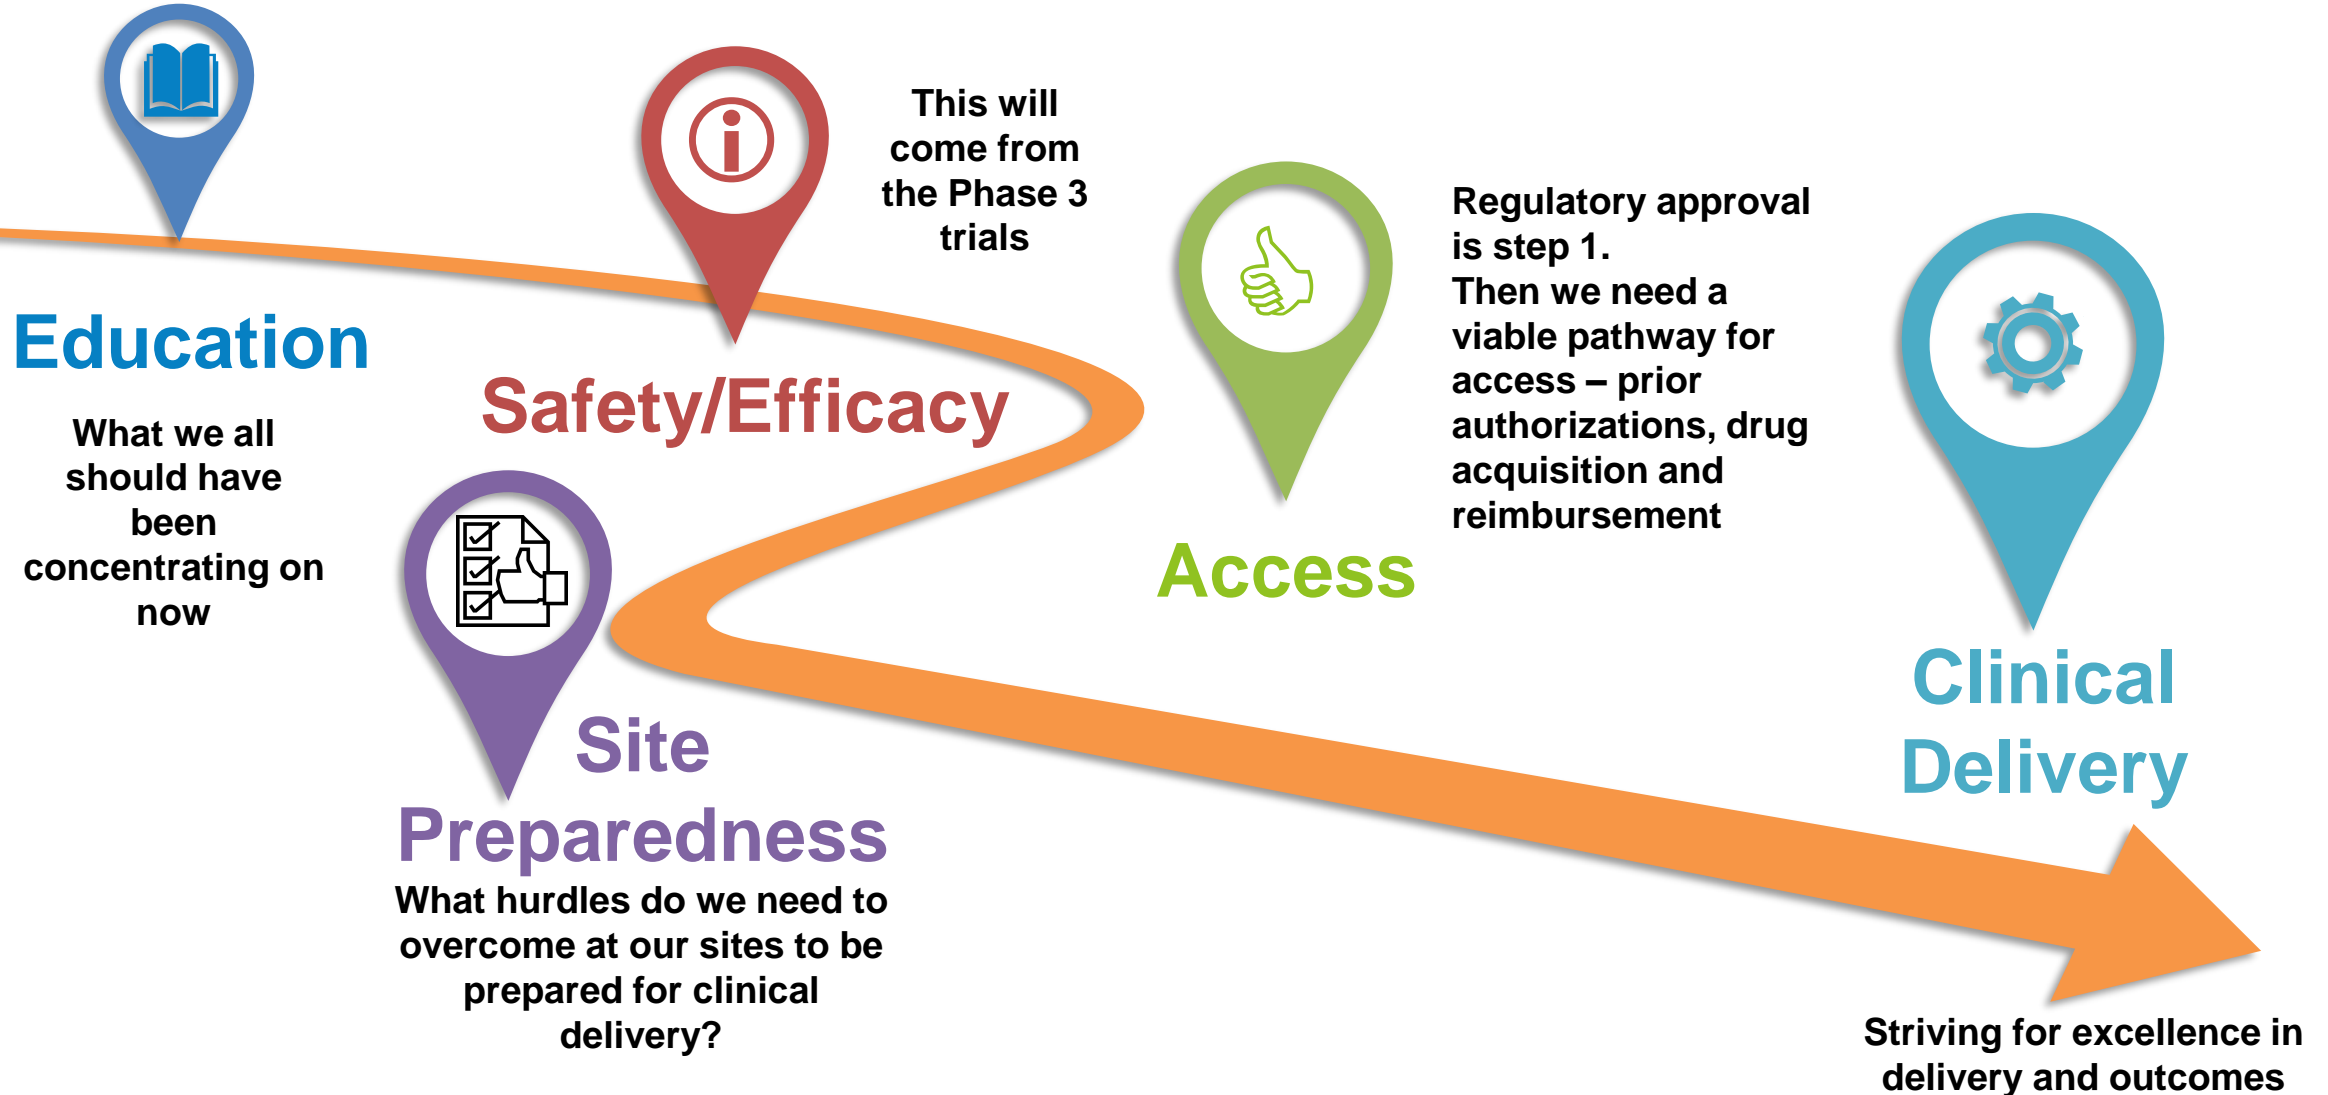 Education
What we all
should have
been
concentrating on
now
Safety/Efficacy
This will
come from
the Phase 3
trials
Access
Regulatory approval
is step 1.
Then we need a
viable pathway for
access – prior
authorizations, drug
acquisition and
reimbursement
Site
Preparedness
What hurdles do we need to
overcome at our sites to be
prepared for clinical
delivery?
Clinical
Delivery
Striving for excellence in
delivery and outcomes